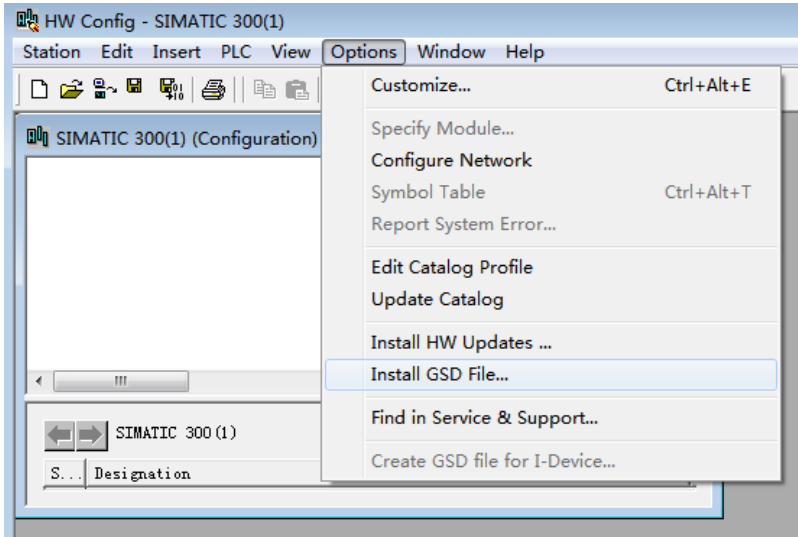 HW Config - SIMATIC 300(1)
Station Edit Insert PLC View Options Window Help
Customize... Ctrl+Alt+E
SIMATIC 300(1) (Configuration)
Specify Module...
Configure Network
Symbol Table Ctrl+Alt+T
Report System Error...
Edit Catalog Profile
Update Catalog
Install HW Updates ...
Install GSD File...
Find in Service & Support...
Create GSD file for I-Device...
SIMATIC 300(1)
S... Designation